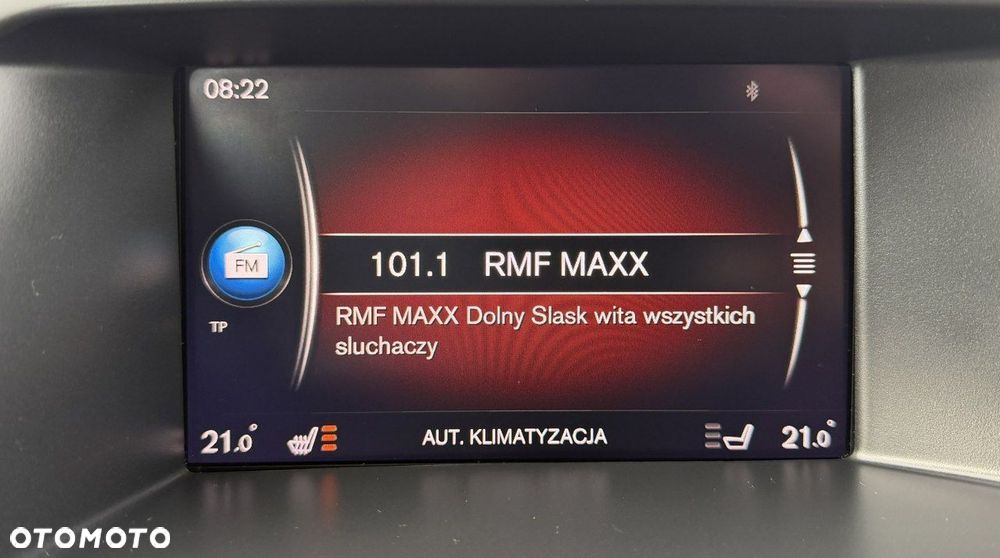 08:22
101.1 RMF MAXX
FM
RMF MAXX Dolny Slask wita wszystkich
sluchaczy
TP
21.0° AUT. KLIMATYZACJA 21.0°
OTOMOTO